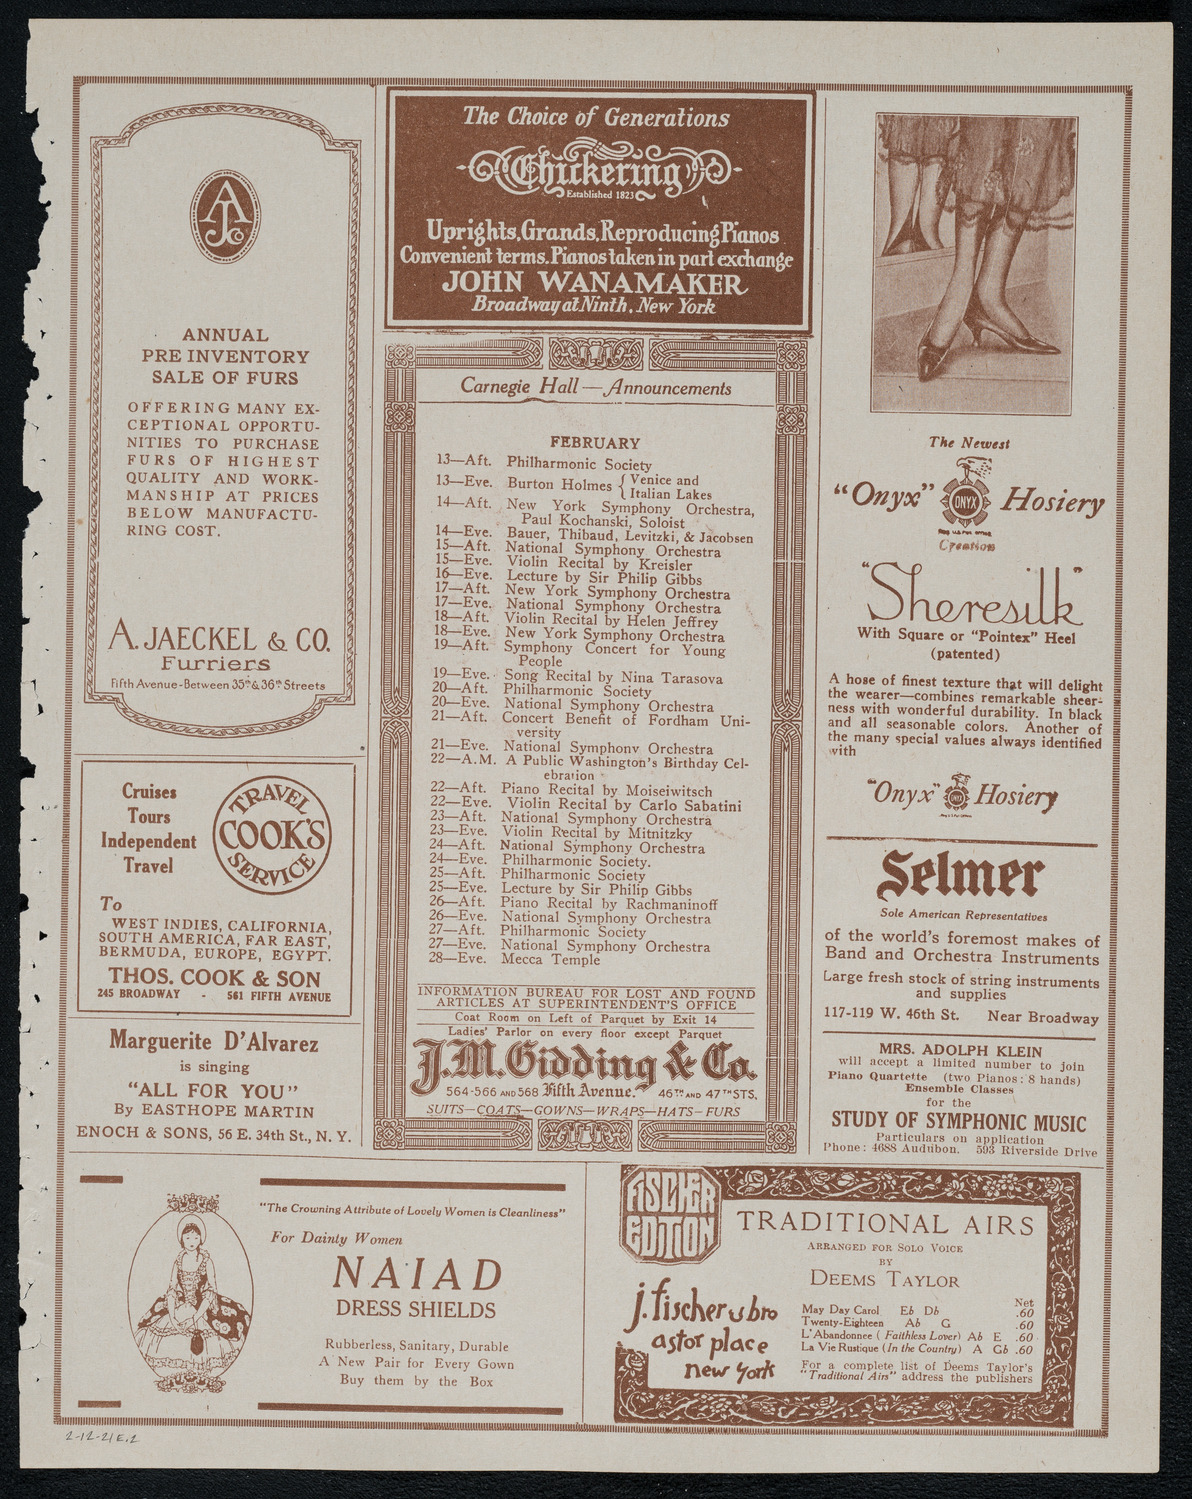 AJCo
ANNUAL
PRE INVENTORY
SALE OF FURS
OFFERING MANY EX-
CEPTIONAL OPPORTU-
NITIES TO PURCHASE
FURS OF HIGHEST
QUALITY AND WORK-
MANSHIP AT PRICES
BELOW MANUFACTU-
RING COST.
A. JAECKEL & CO.
Furriers
Fifth Avenue-Between 35th & 36th Streets
Cruises
Tours
Independent
Travel
TRAVEL
COOK'S
SERVICE
To
WEST INDIES, CALIFORNIA,
SOUTH AMERICA, FAR EAST,
BERMUDA, EUROPE, EGYPT.
THOS. COOK & SON
245 BROADWAY - 561 FIFTH AVENUE
Marguerite D'Alvarez
is singing
"ALL FOR YOU"
By EASTHOPE MARTIN
ENOCH & SONS, 56 E. 34th St., N. Y.
The Choice of Generations
Chickering
Established 1823
Uprights, Grands, Reproducing Pianos
Convenient terms. Pianos taken in part exchange
JOHN WANAMAKER
Broadway at Ninth, New York
Carnegie Hall — Announcements
FEBRUARY
13—Aft. Philharmonic Society
13—Eve. Burton Holmes { Venice and
Italian Lakes
14—Aft. New York Symphony Orchestra,
Paul Kochanski, Soloist
14—Eve. Bauer, Thibaud, Levitzki, & Jacobsen
15—Aft. National Symphony Orchestra
15—Eve. Violin Recital by Kreisler
16—Eve. Lecture by Sir Philip Gibbs
17—Aft. New York Symphony Orchestra
17—Eve. National Symphony Orchestra
18—Aft. Violin Recital by Helen Jeffrey
18—Eve. New York Symphony Orchestra
19—Aft. Symphony Concert for Young
People
19—Eve. Song Recital by Nina Tarasova
20—Aft. Philharmonic Society
20—Eve. National Symphony Orchestra
21—Aft. Concert Benefit of Fordham Uni-
versity
21—Eve. National Symphony Orchestra
22—A.M. A Public Washington's Birthday Cel-
ebration
22—Aft. Piano Recital by Moiseiwitsch
22—Eve. Violin Recital by Carlo Sabatini
23—Aft. National Symphony Orchestra
23—Eve. Violin Recital by Mitnitzky
24—Aft. National Symphony Orchestra
24—Eve. Philharmonic Society.
25—Aft. Philharmonic Society
25—Eve. Lecture by Sir Philip Gibbs
26—Aft. Piano Recital by Rachmaninoff
26—Eve. National Symphony Orchestra
27—Aft. Philharmonic Society
27—Eve. National Symphony Orchestra
28—Eve. Mecca Temple
INFORMATION BUREAU FOR LOST AND FOUND
ARTICLES AT SUPERINTENDENT'S OFFICE
Coat Room on Left of Parquet by Exit 14
Ladies' Parlor on every floor except Parquet
J.M. Gidding & Co.
564-566 AND 568 Fifth Avenue. 46TH AND 47TH STS.
SUITS—COATS—GOWNS—WRAPS—HATS—FURS
The Newest
"Onyx" ONYX Hosiery
Creation
"Sheresilk"
With Square or "Pointex" Heel
(patented)
A hose of finest texture that will delight
the wearer—combines remarkable sheer-
ness with wonderful durability. In black
and all seasonable colors. Another of
the many special values always identified
with
"Onyx" Hosiery
Selmer
Sole American Representatives
of the world's foremost makes of
Band and Orchestra Instruments
Large fresh stock of string instruments
and supplies
117-119 W. 46th St. Near Broadway
MRS. ADOLPH KLEIN
will accept a limited number to join
Piano Quartette (two Pianos: 8 hands)
Ensemble Classes
for the
STUDY OF SYMPHONIC MUSIC
Particulars on application
Phone: 4688 Audubon. 593 Riverside Drive
"The Crowning Attribute of Lovely Women is Cleanliness"
For Dainty Women
NAIAD
DRESS SHIELDS
Rubberless, Sanitary, Durable
A New Pair for Every Gown
Buy them by the Box
FISCHER
EDITION
j. fischer & bro
astor place
new york
TRADITIONAL AIRS
ARRANGED FOR SOLO VOICE
BY
DEEMS TAYLOR
Net
May Day Carol Eb Db .60
Twenty-Eighteen Ab G .60
L'Abandonnee (Faithless Lover) Ab E .60
La Vie Rustique (In the Country) A Gb .60
For a complete list of Deems Taylor's
"Traditional Airs" address the publishers
2-12-21E.2